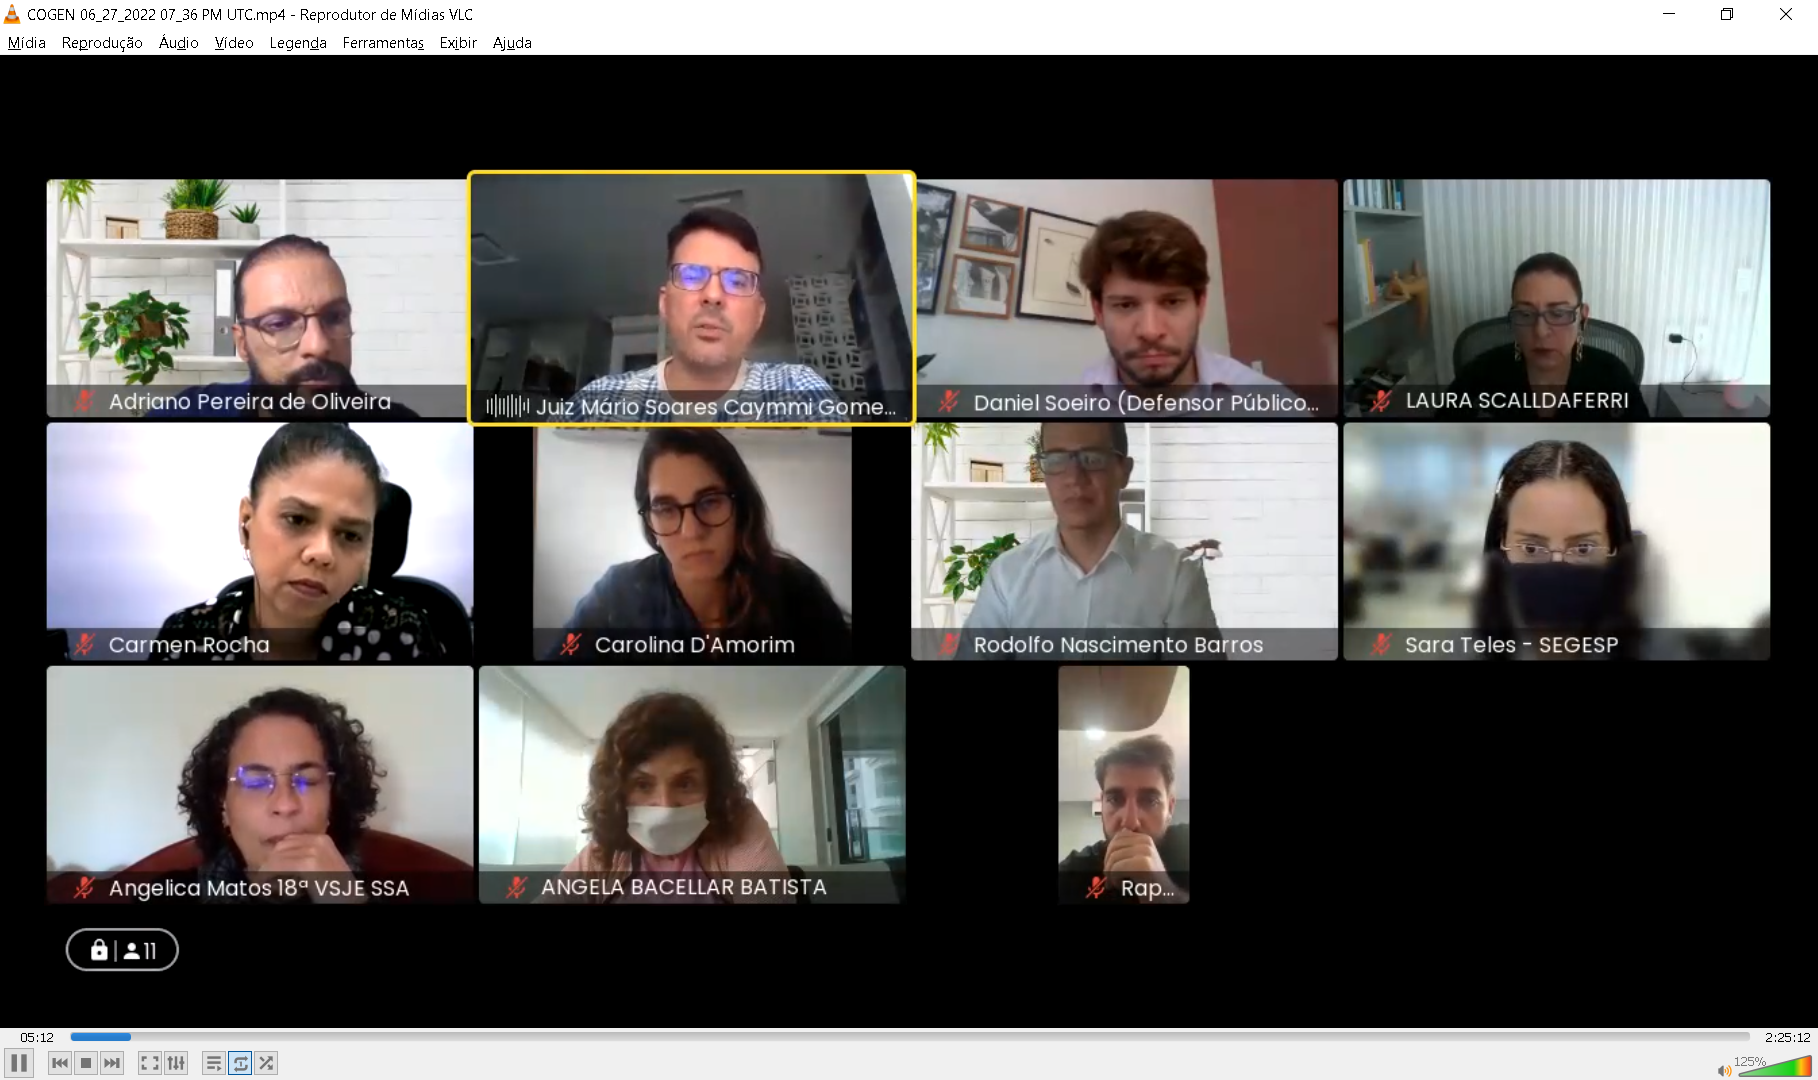 COGEN 06_27_2022 07_36 PM UTC.mp4 - Reprodutor de Mídias VLC
Mídia Reprodução Áudio Vídeo Legenda Ferramentas Exibir Ajuda
Adriano Pereira de Oliveira
Juiz Mário Soares Caymmi Gome...
Daniel Soeiro (Defensor Público...
LAURA SCALLDAFERRI
Carmen Rocha
Carolina D'Amorim
Rodolfo Nascimento Barros
Sara Teles - SEGESP
Angelica Matos 18ª VSJE SSA
ANGELA BACELLAR BATISTA
Rap...
11
05:12
2:25:12
125%